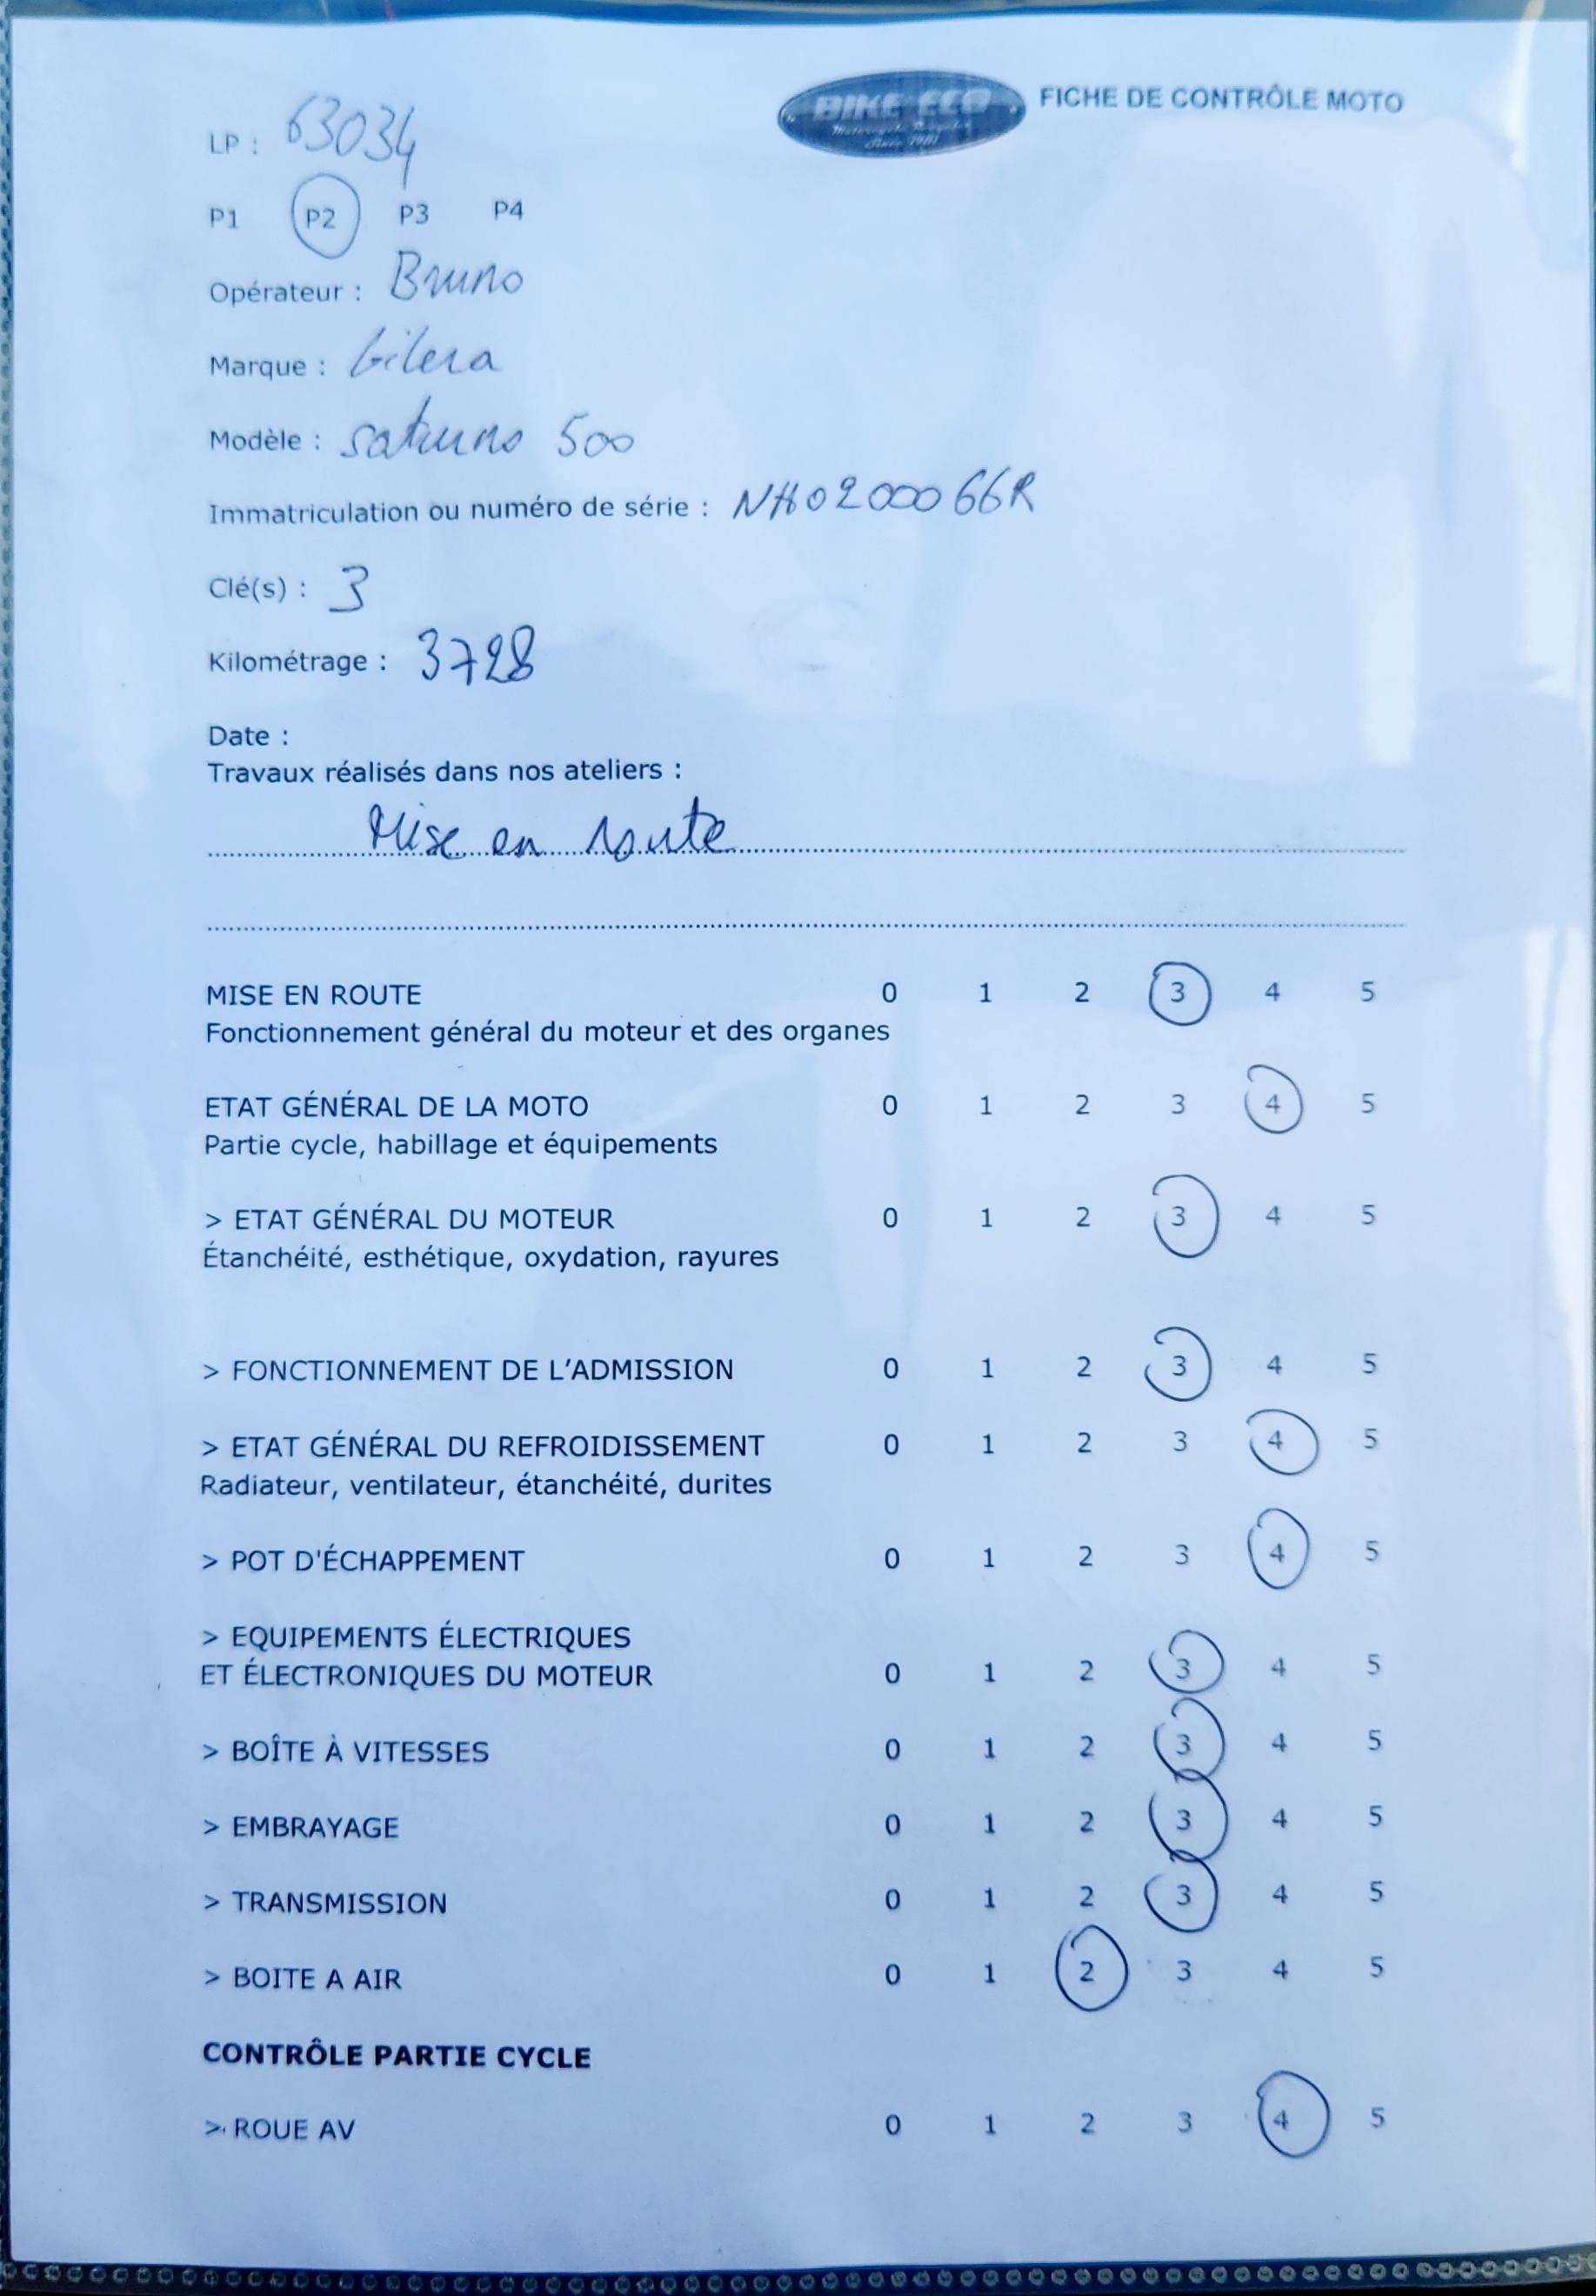 BIKE ECO
FICHE DE CONTRÔLE MOTO
LP : 63034
P1 P2 P3 P4
Opérateur : Bruno
Marque : Gilera
Modèle : saturno 500
Immatriculation ou numéro de série : NH0200066R
Clé(s) : 3
Kilométrage : 3728
Date :
Travaux réalisés dans nos ateliers :
Mise en route
MISE EN ROUTE 0 1 2 3 4 5
Fonctionnement général du moteur et des organes
ETAT GÉNÉRAL DE LA MOTO 0 1 2 3 4 5
Partie cycle, habillage et équipements
> ETAT GÉNÉRAL DU MOTEUR 0 1 2 3 4 5
Étanchéité, esthétique, oxydation, rayures
> FONCTIONNEMENT DE L'ADMISSION 0 1 2 3 4 5
> ETAT GÉNÉRAL DU REFROIDISSEMENT 0 1 2 3 4 5
Radiateur, ventilateur, étanchéité, durites
> POT D'ÉCHAPPEMENT 0 1 2 3 4 5
> EQUIPEMENTS ÉLECTRIQUES
ET ÉLECTRONIQUES DU MOTEUR 0 1 2 3 4 5
> BOÎTE À VITESSES 0 1 2 3 4 5
> EMBRAYAGE 0 1 2 3 4 5
> TRANSMISSION 0 1 2 3 4 5
> BOITE A AIR 0 1 2 3 4 5
CONTRÔLE PARTIE CYCLE
> ROUE AV 0 1 2 3 4 5